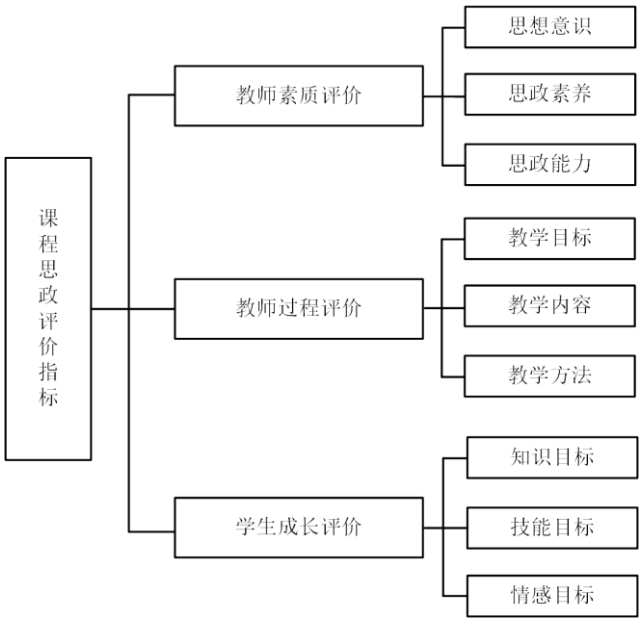 课程思政评价指标
教师素质评价
思想意识
思政素养
思政能力
教师过程评价
教学目标
教学内容
教学方法
学生成长评价
知识目标
技能目标
情感目标